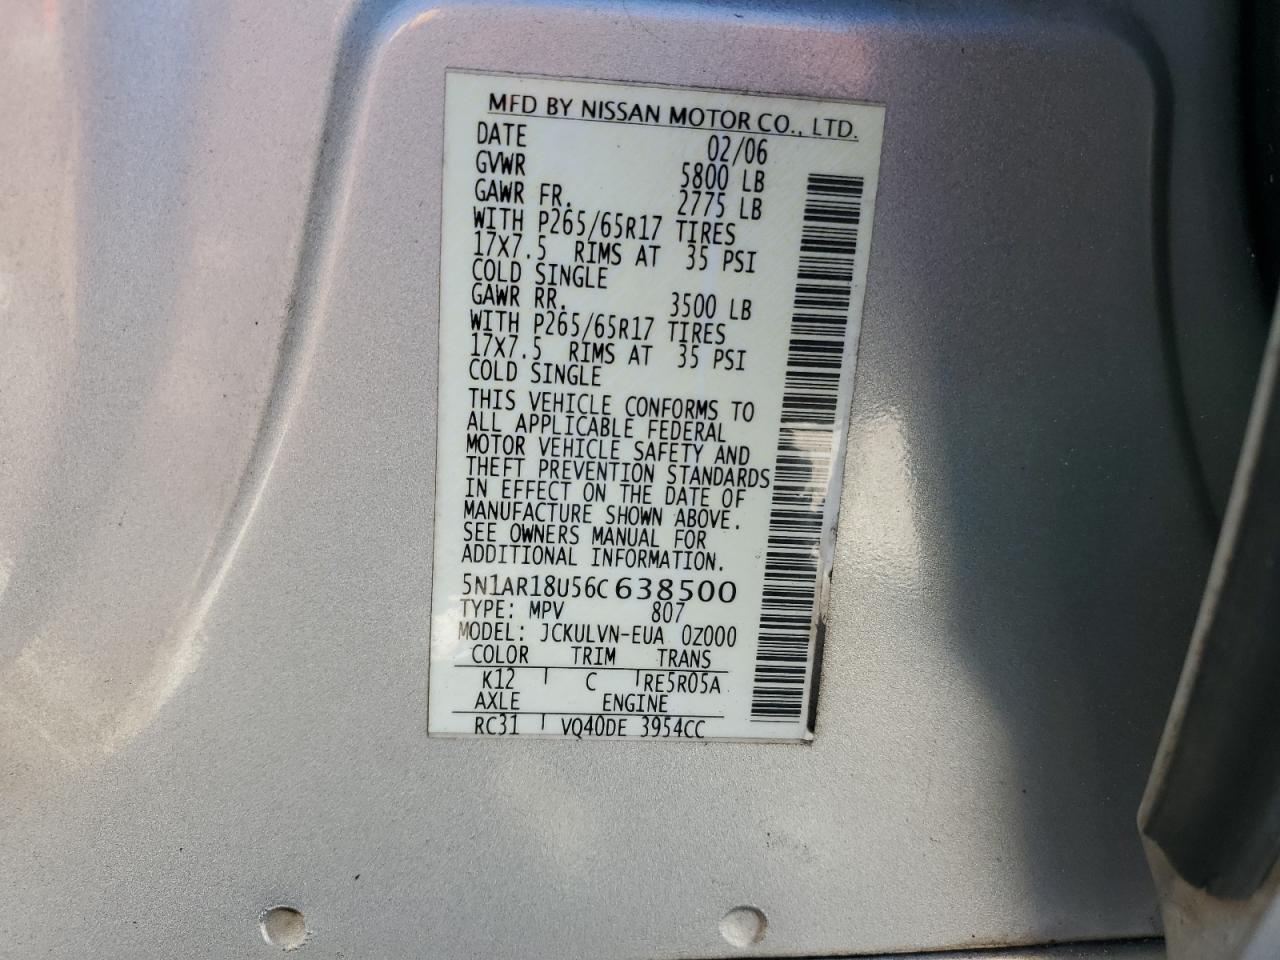 MFD BY NISSAN MOTOR CO., LTD.
DATE 02/06
GVWR 5800 LB
GAWR FR. 2775 LB
WITH P265/65R17 TIRES
17X7.5 RIMS AT 35 PSI
COLD SINGLE
GAWR RR. 3500 LB
WITH P265/65R17 TIRES
17X7.5 RIMS AT 35 PSI
COLD SINGLE
THIS VEHICLE CONFORMS TO
ALL APPLICABLE FEDERAL
MOTOR VEHICLE SAFETY AND
THEFT PREVENTION STANDARDS
IN EFFECT ON THE DATE OF
MANUFACTURE SHOWN ABOVE.
SEE OWNERS MANUAL FOR
ADDITIONAL INFORMATION.
5N1AR18U56C638500
TYPE: MPV 807
MODEL: JCKULVN-EUA 0Z000
COLOR TRIM TRANS
K12 C RE5R05A
AXLE ENGINE
RC31 VQ40DE 3954CC